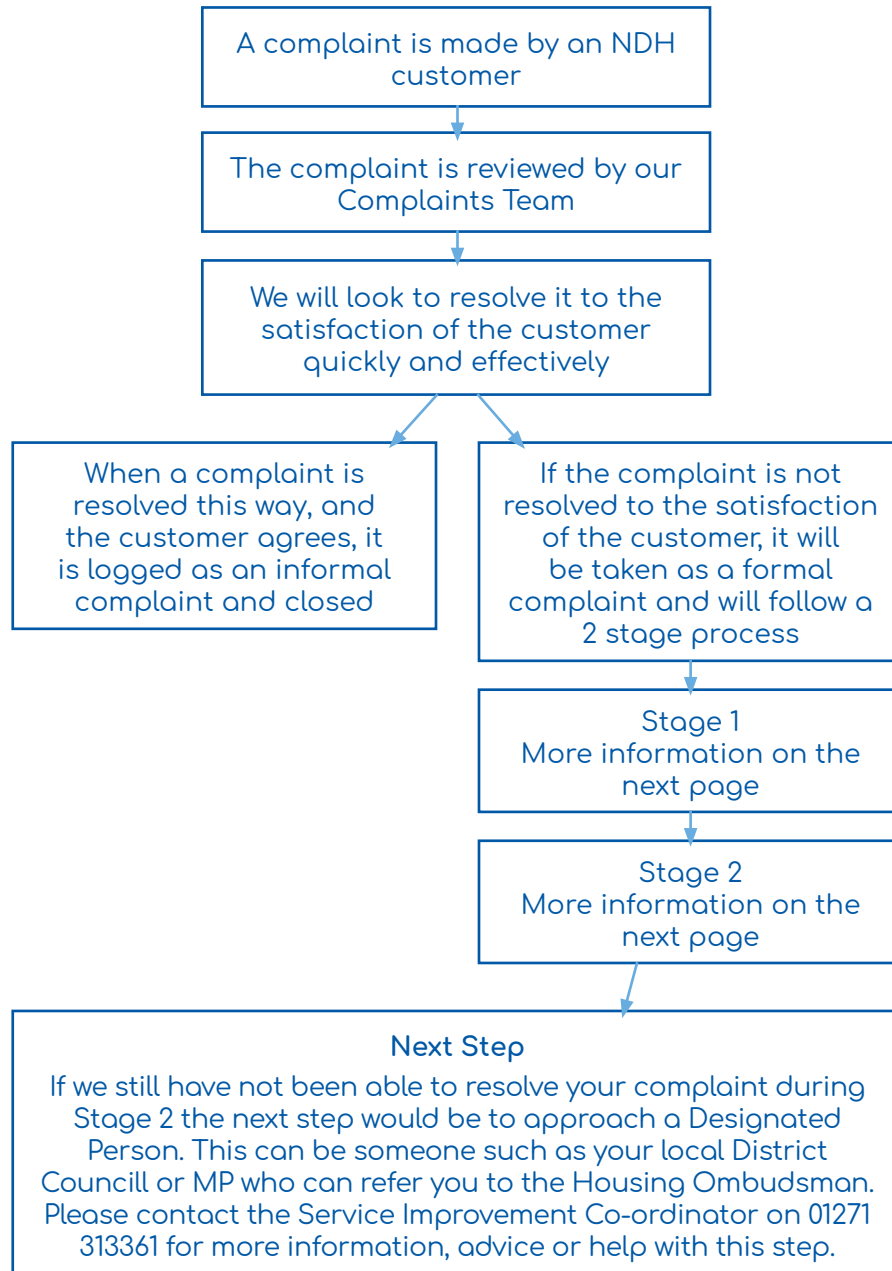 A complaint is made by an NDH
customer
The complaint is reviewed by our
Complaints Team
We will look to resolve it to the
satisfaction of the customer
quickly and effectively
When a complaint is
resolved this way, and
the customer agrees, it
is logged as an informal
complaint and closed
If the complaint is not
resolved to the satisfaction
of the customer, it will
be taken as a formal
complaint and will follow a
2 stage process
Stage 1
More information on the
next page
Stage 2
More information on the
next page
Next Step
If we still have not been able to resolve your complaint during
Stage 2 the next step would be to approach a Designated
Person. This can be someone such as your local District
Councill or MP who can refer you to the Housing Ombudsman.
Please contact the Service Improvement Co-ordinator on 01271
313361 for more information, advice or help with this step.